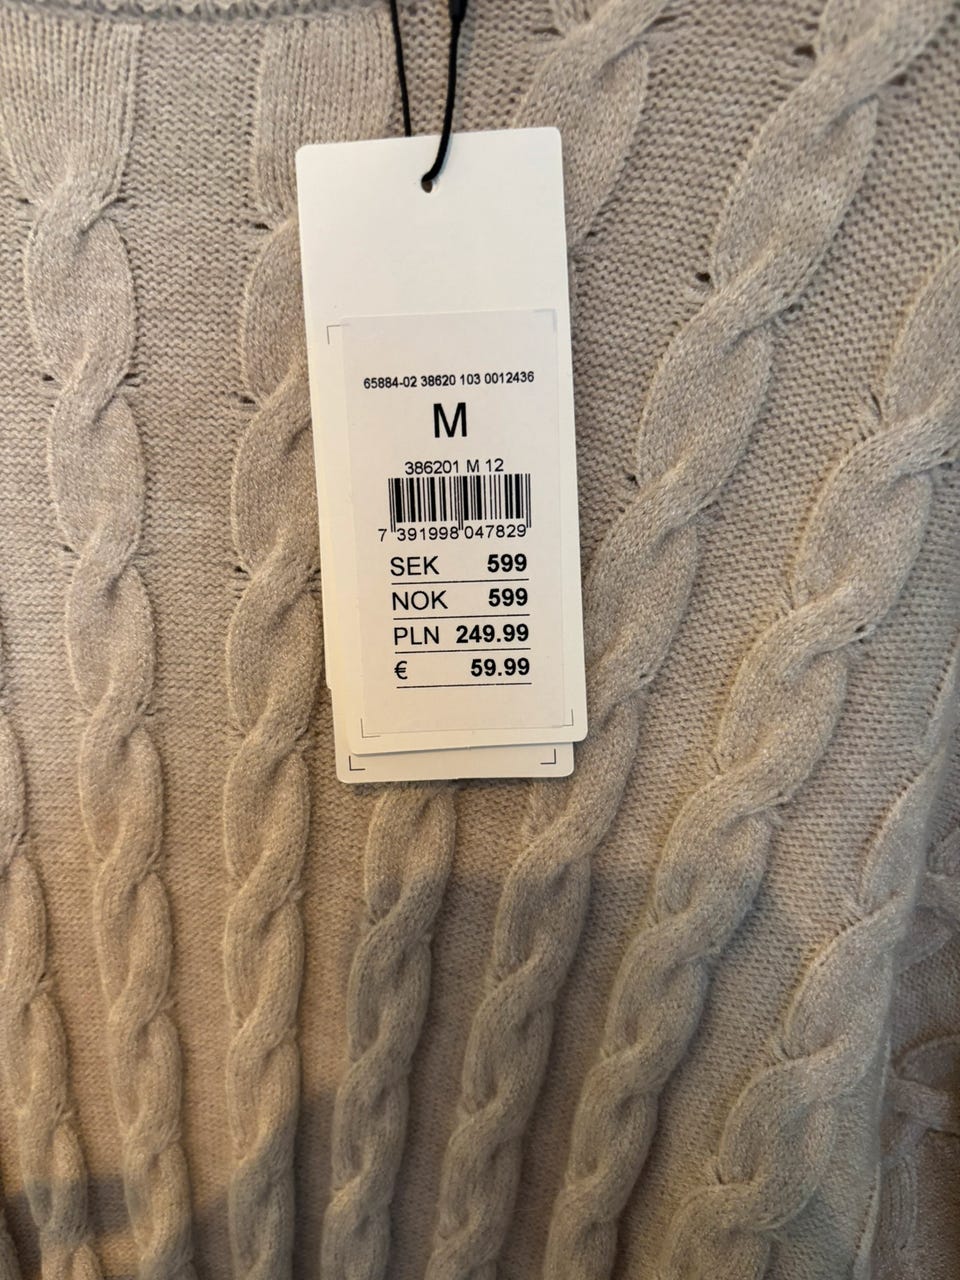 65884-02 38620 103 0012436
M
386201 M 12
7 391998 047829
SEK 599
NOK 599
PLN 249.99
€ 59.99